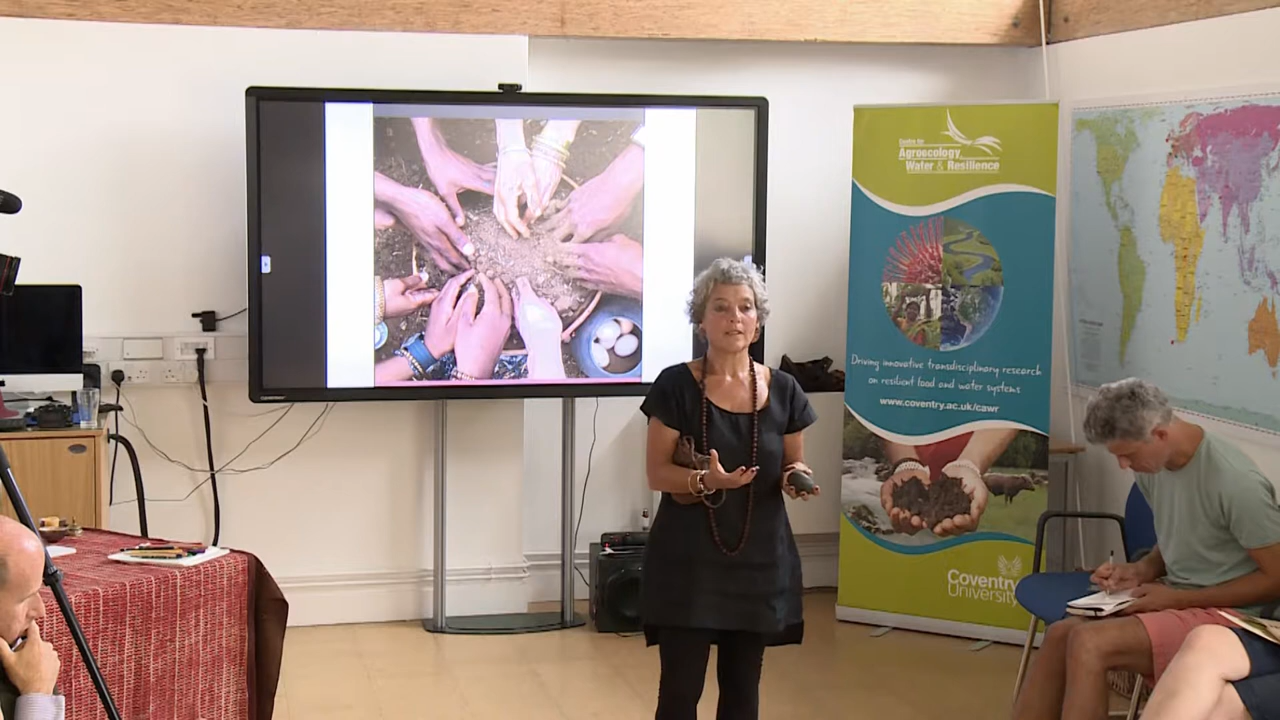 Centre for
Agroecology,
Water & Resilience
Driving innovative transdisciplinary research
on resilient food and water systems
www.coventry.ac.uk/cawr
Coventry
University